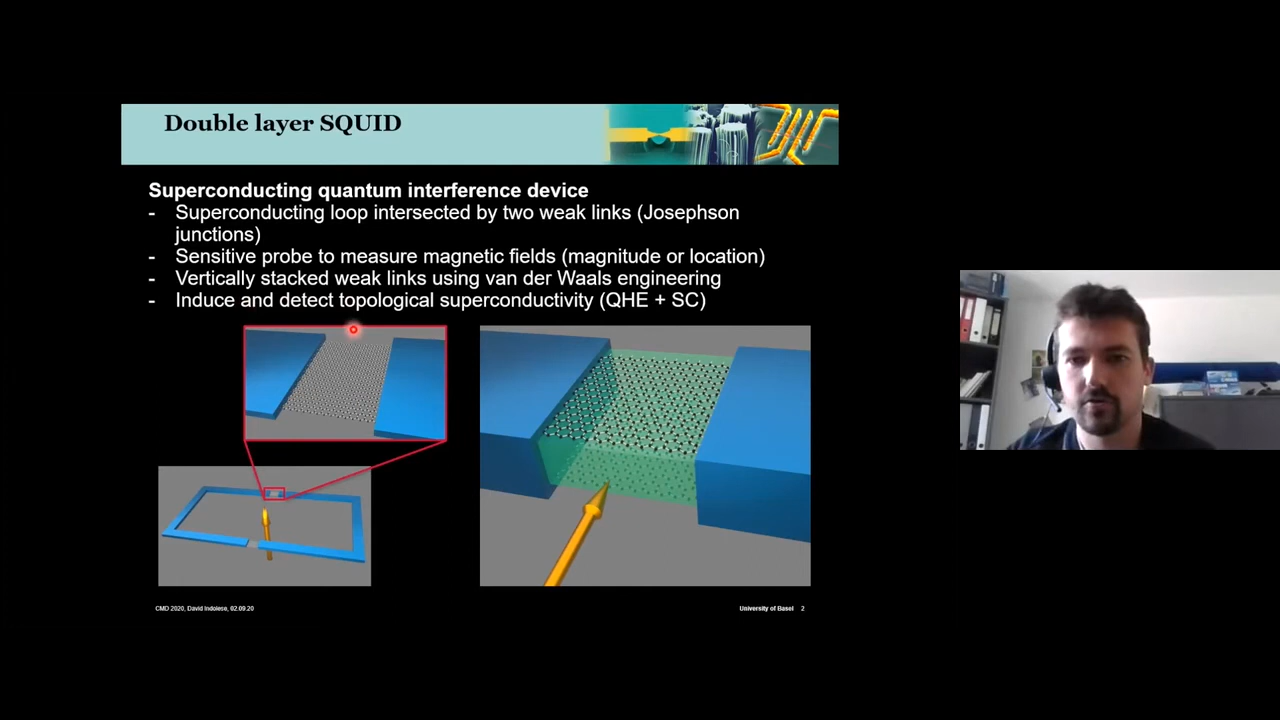 Double layer SQUID
Superconducting quantum interference device
- Superconducting loop intersected by two weak links (Josephson
junctions)
- Sensitive probe to measure magnetic fields (magnitude or location)
- Vertically stacked weak links using van der Waals engineering
- Induce and detect topological superconductivity (QHE + SC)
CMD 2020, David Indolese, 02.09.20
University of Basel 2